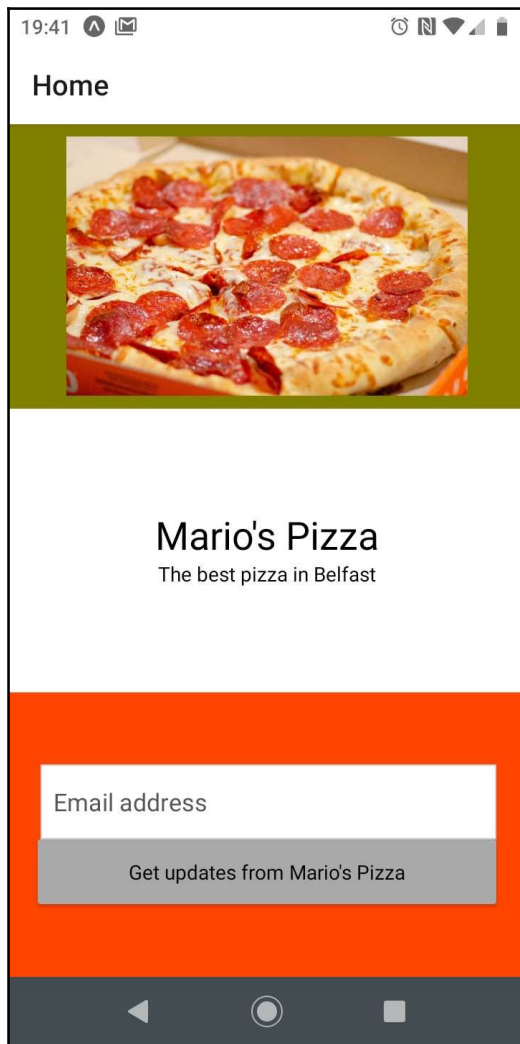 19:41
Home
Mario's Pizza
The best pizza in Belfast
Email address
Get updates from Mario's Pizza